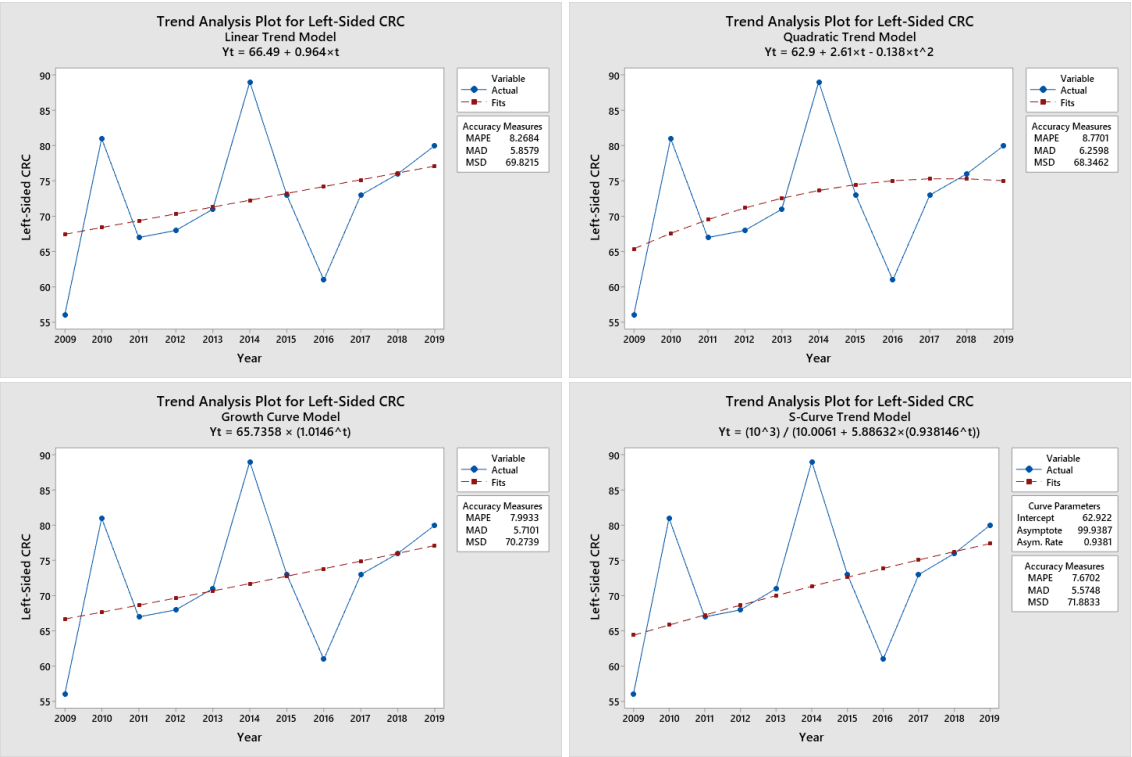 Trend Analysis Plot for Left-Sided CRC
Linear Trend Model
Yt = 66.49 + 0.964×t
90
85
80
75
70
65
60
55
Left-Sided CRC
2009 2010 2011 2012 2013 2014 2015 2016 2017 2018 2019
Year
Variable
Actual
Fits
Accuracy Measures
MAPE 8.2684
MAD 5.8579
MSD 69.8215
Trend Analysis Plot for Left-Sided CRC
Quadratic Trend Model
Yt = 62.9 + 2.61×t - 0.138×t^2
90
85
80
75
70
65
60
55
Left-Sided CRC
2009 2010 2011 2012 2013 2014 2015 2016 2017 2018 2019
Year
Variable
Actual
Fits
Accuracy Measures
MAPE 8.7701
MAD 6.2598
MSD 68.3462
Trend Analysis Plot for Left-Sided CRC
Growth Curve Model
Yt = 65.7358 × (1.0146^t)
90
85
80
75
70
65
60
55
Left-Sided CRC
2009 2010 2011 2012 2013 2014 2015 2016 2017 2018 2019
Year
Variable
Actual
Fits
Accuracy Measures
MAPE 7.9933
MAD 5.7101
MSD 70.2739
Trend Analysis Plot for Left-Sided CRC
S-Curve Trend Model
Yt = (10^3) / (10.0061 + 5.88632×(0.938146^t))
90
85
80
75
70
65
60
55
Left-Sided CRC
2009 2010 2011 2012 2013 2014 2015 2016 2017 2018 2019
Year
Variable
Actual
Fits
Curve Parameters
Intercept 62.922
Asymptote 99.9387
Asym. Rate 0.9381
Accuracy Measures
MAPE 7.6702
MAD 5.5748
MSD 71.8833